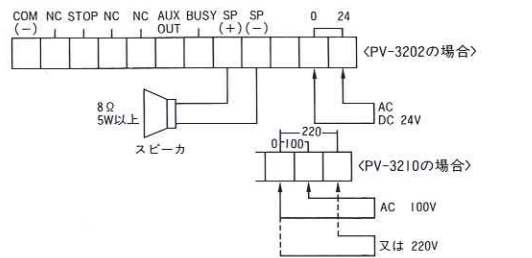 COM NC STOP NC NC AUX BUSY SP SP 0 24
(−) OUT (+) (−)
〈PV-3202の場合〉
8Ω
5W以上
スピーカ
AC
DC 24V
220
0 100
〈PV-3210の場合〉
AC 100V
又は 220V